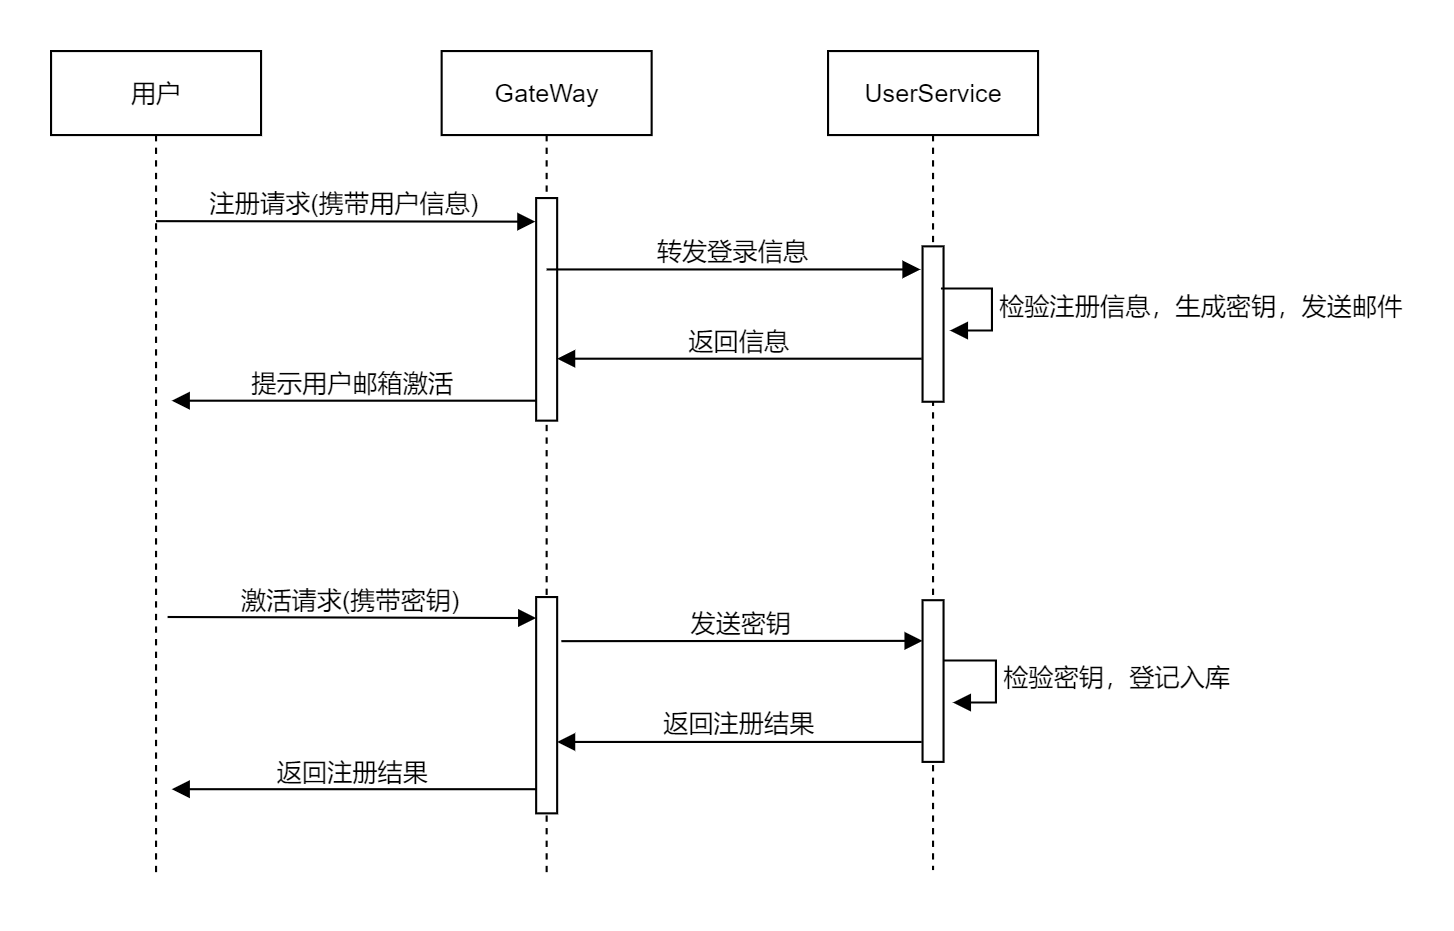 用户
GateWay
UserService
注册请求(携带用户信息)
转发登录信息
检验注册信息，生成密钥，发送邮件
返回信息
提示用户邮箱激活
激活请求(携带密钥)
发送密钥
检验密钥，登记入库
返回注册结果
返回注册结果